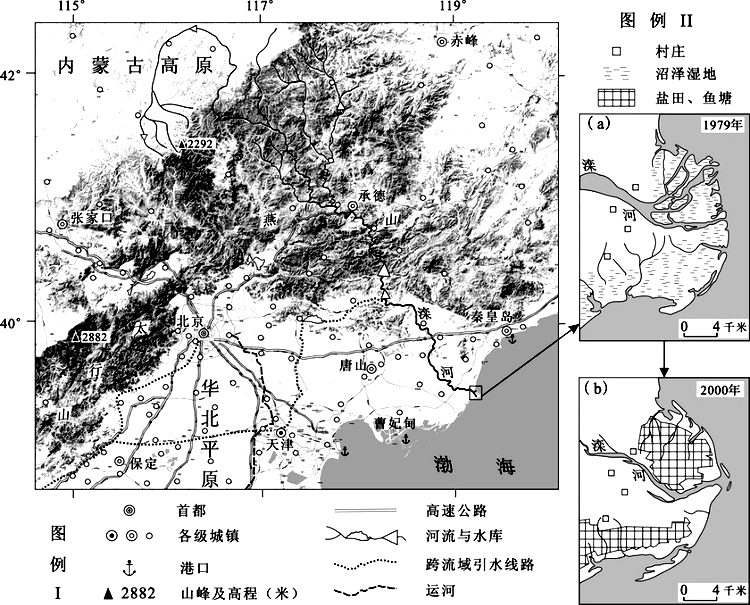 115°
117°
119°
42°
40°
内蒙古高原
赤峰
2292
承德
张家口
燕
山
滦
河
秦皇岛
北京
2882
太
行
山
唐山
华
北
平
原
天津
曹妃甸
保定
渤海
图例 II
村庄
沼泽湿地
盐田、鱼塘
(a)
1979年
滦
河
0 4 千米
(b)
2000年
滦
河
0 4 千米
图
例
I
首都
各级城镇
港口
2882 山峰及高程（米）
高速公路
河流与水库
跨流域引水线路
运河